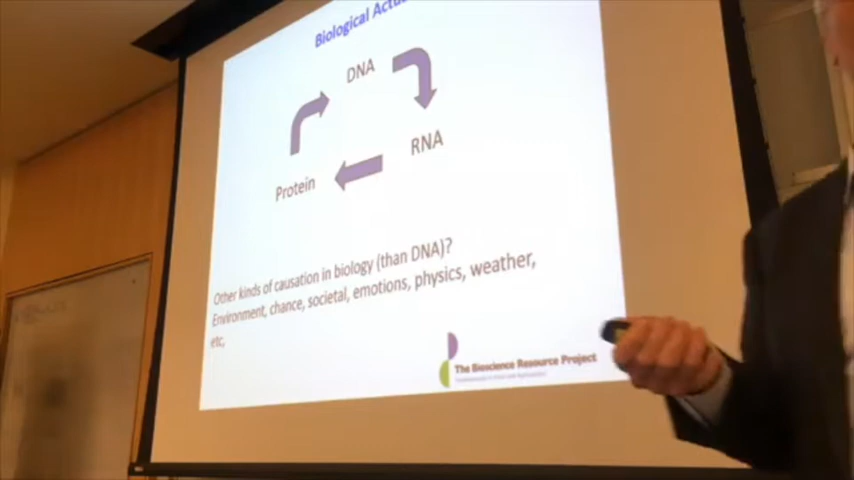 Biological
DNA
RNA
Protein
Other kinds of causation in biology (than DNA)?
Environment, chance, societal, emotions, physics, weather,
etc,
The Bioscience Resource Project